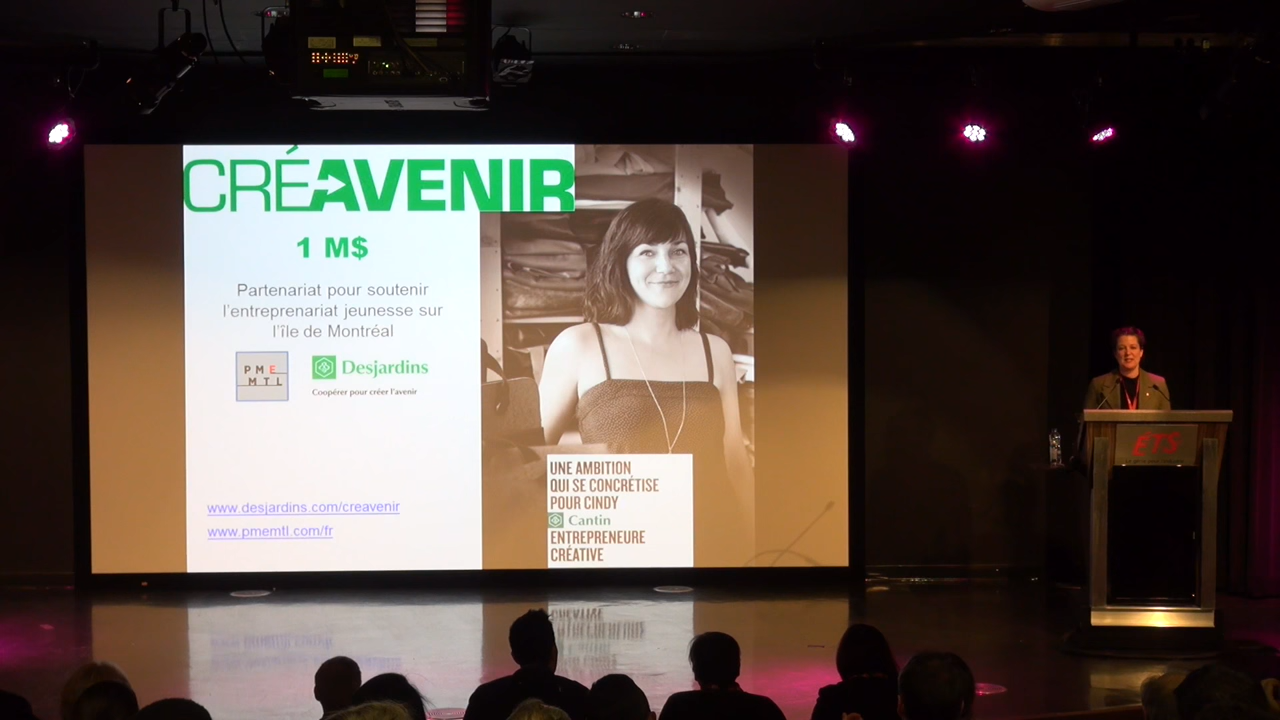 CRÉAVENIR
1 M$
Partenariat pour soutenir
l'entreprenariat jeunesse sur
l'île de Montréal
PME
MTL
Desjardins
Coopérer pour créer l'avenir
www.desjardins.com/creavenir
www.pmemtl.com/fr
UNE AMBITION
QUI SE CONCRÉTISE
POUR CINDY
Cantin
ENTREPRENEURE
CRÉATIVE
ETS